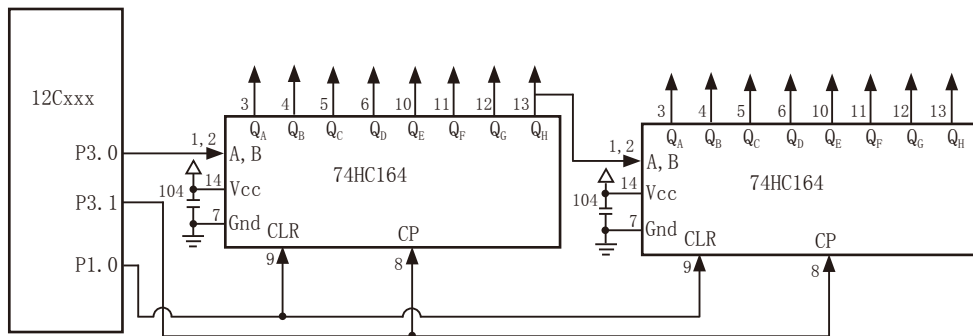 12Cxxx
P3.0
P3.1
P1.0
3 4 5 6 10 11 12 13
QA QB QC QD QE QF QG QH
1,2
A,B
74HC164
14
Vcc
104
7
Gnd
CLR
CP
9
8
3 4 5 6 10 11 12 13
QA QB QC QD QE QF QG QH
1,2
A,B
74HC164
14
Vcc
104
7
Gnd
CLR
CP
9
8